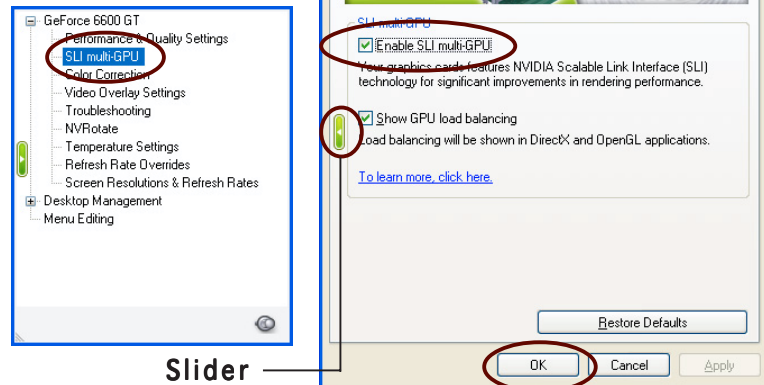 GeForce 6600 GT
Performance & Quality Settings
SLI multi-GPU
Color Correction
Video Overlay Settings
Troubleshooting
NVRotate
Temperature Settings
Refresh Rate Overrides
Screen Resolutions & Refresh Rates
Desktop Management
Menu Editing
SLI multi-GPU
Enable SLI multi-GPU
Your graphics cards features NVIDIA Scalable Link Interface (SLI)
technology for significant improvements in rendering performance.
Show GPU load balancing
Load balancing will be shown in DirectX and OpenGL applications.
To learn more, click here.
Restore Defaults
OK Cancel Apply
Slider